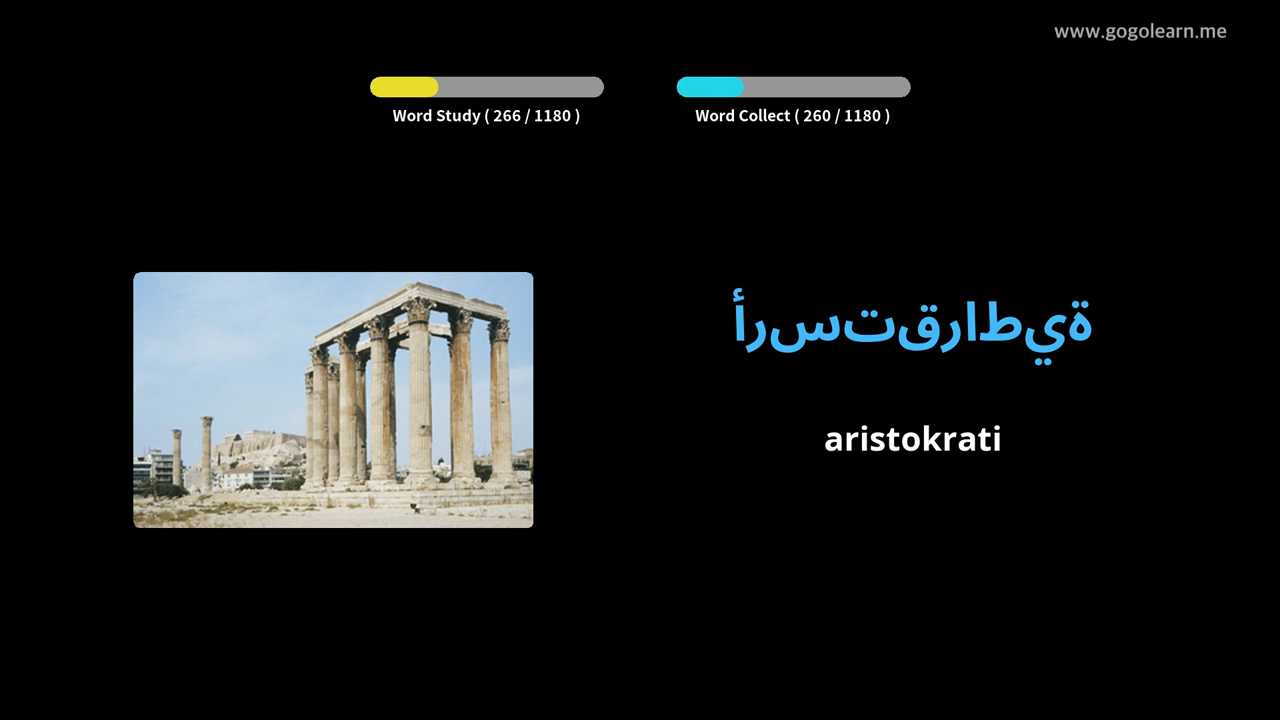 www.gogolearn.me
Word Study ( 266 / 1180 )
Word Collect ( 260 / 1180 )
أرستقراطية
aristokrati